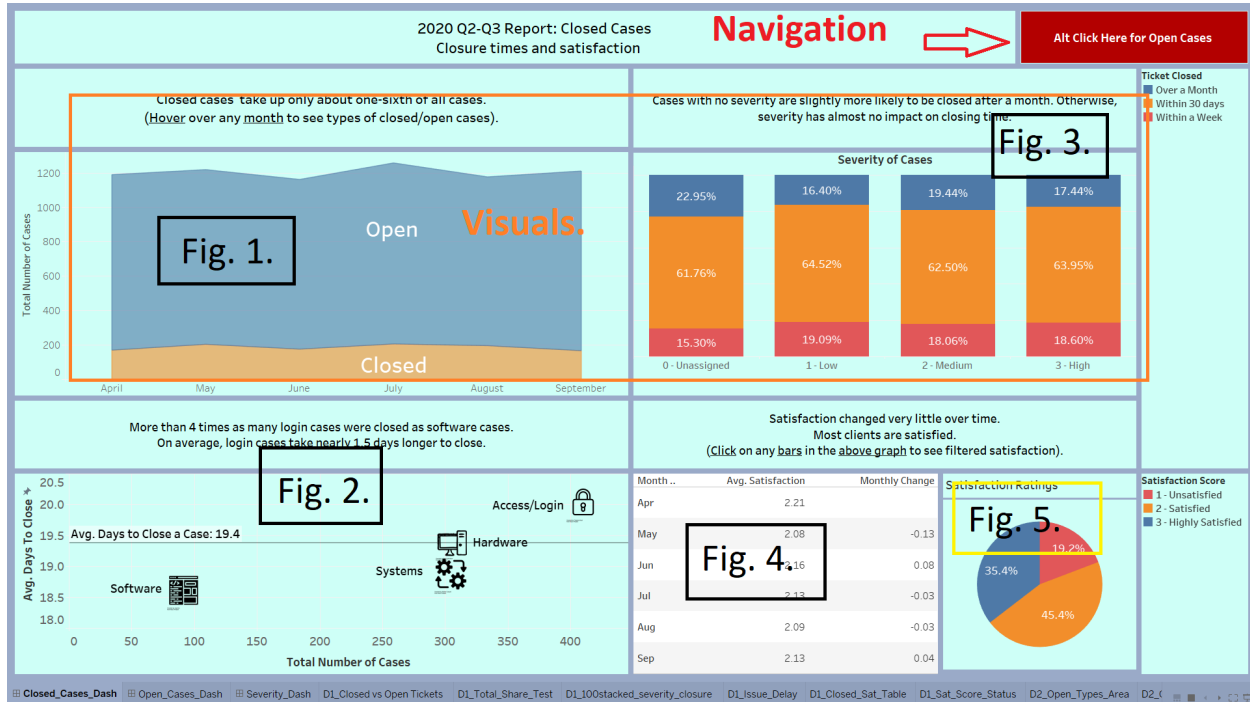 2020 Q2-Q3 Report: Closed Cases
Closure times and satisfaction
Navigation
Alt Click Here for Open Cases
Closed cases take up only about one-sixth of all cases.
(Hover over any month to see types of closed/open cases).
Cases with no severity are slightly more likely to be closed after a month. Otherwise,
severity has almost no impact on closing time.
Ticket Closed
Over a Month
Within 30 days
Within a Week
Fig. 3.
Total Number of Cases
1200
1000
800
600
400
200
0
Fig. 1.
Open
Visuals.
Closed
April May June July August September
Severity of Cases
22.95% 16.40% 19.44% 17.44%
61.76% 64.52% 62.50% 63.95%
15.30% 19.09% 18.06% 18.60%
0 - Unassigned 1 - Low 2 - Medium 3 - High
More than 4 times as many login cases were closed as software cases.
On average, login cases take nearly 1.5 days longer to close.
Satisfaction changed very little over time.
Most clients are satisfied.
(Click on any bars in the above graph to see filtered satisfaction).
Fig. 2.
Avg. Days To Close
20.5
20.0
19.5
19.0
18.5
18.0
Avg. Days to Close a Case: 19.4
Access/Login
Hardware
Systems
Software
0 50 100 150 200 250 300 350 400
Total Number of Cases
Month .. Avg. Satisfaction Monthly Change
Apr 2.21
May 2.08 -0.13
Jun 2.16 0.08
Jul 2.13 -0.03
Aug 2.09 -0.03
Sep 2.13 0.04
Fig. 4.
Satisfaction Ratings
Fig. 5.
19.2%
35.4%
45.4%
Satisfaction Score
1 - Unsatisfied
2 - Satisfied
3 - Highly Satisfied
Closed_Cases_Dash Open_Cases_Dash Severity_Dash D1_Closed vs Open Tickets D1_Total_Share_Test D1_100stacked_severity_closure D1_Issue_Delay D1_Closed_Sat_Table D1_Sat_Score_Status D2_Open_Types_Area